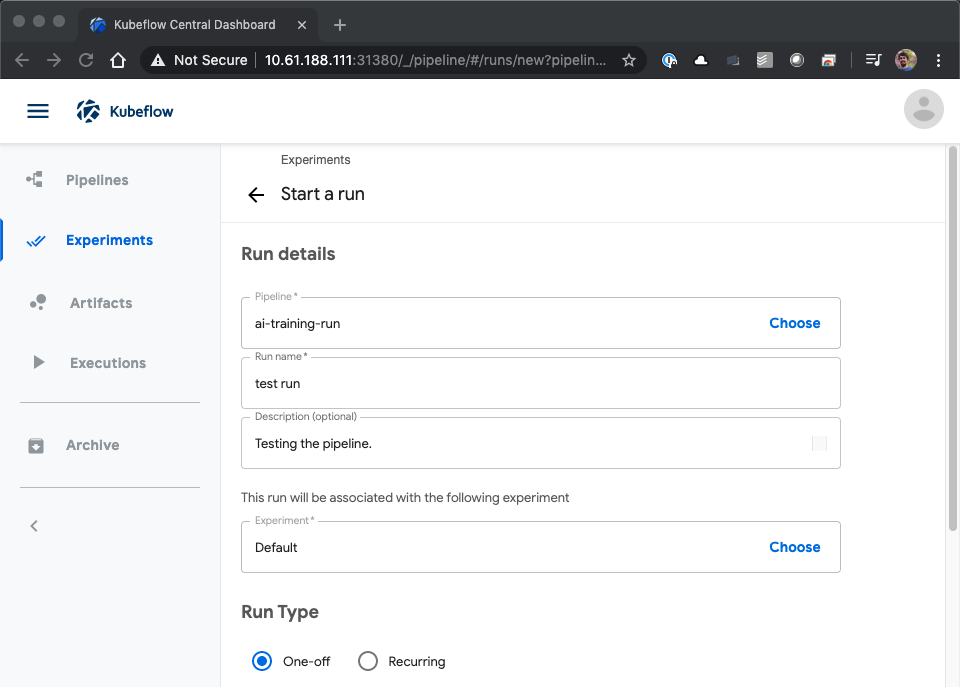 Kubeflow Central Dashboard
Not Secure
10.61.188.111:31380/_/pipeline/#/runs/new?pipelin...
Kubeflow
Pipelines
Experiments
Artifacts
Executions
Archive
Experiments
Start a run
Run details
Pipeline *
ai-training-run
Choose
Run name *
test run
Description (optional)
Testing the pipeline.
This run will be associated with the following experiment
Experiment *
Default
Choose
Run Type
One-off
Recurring